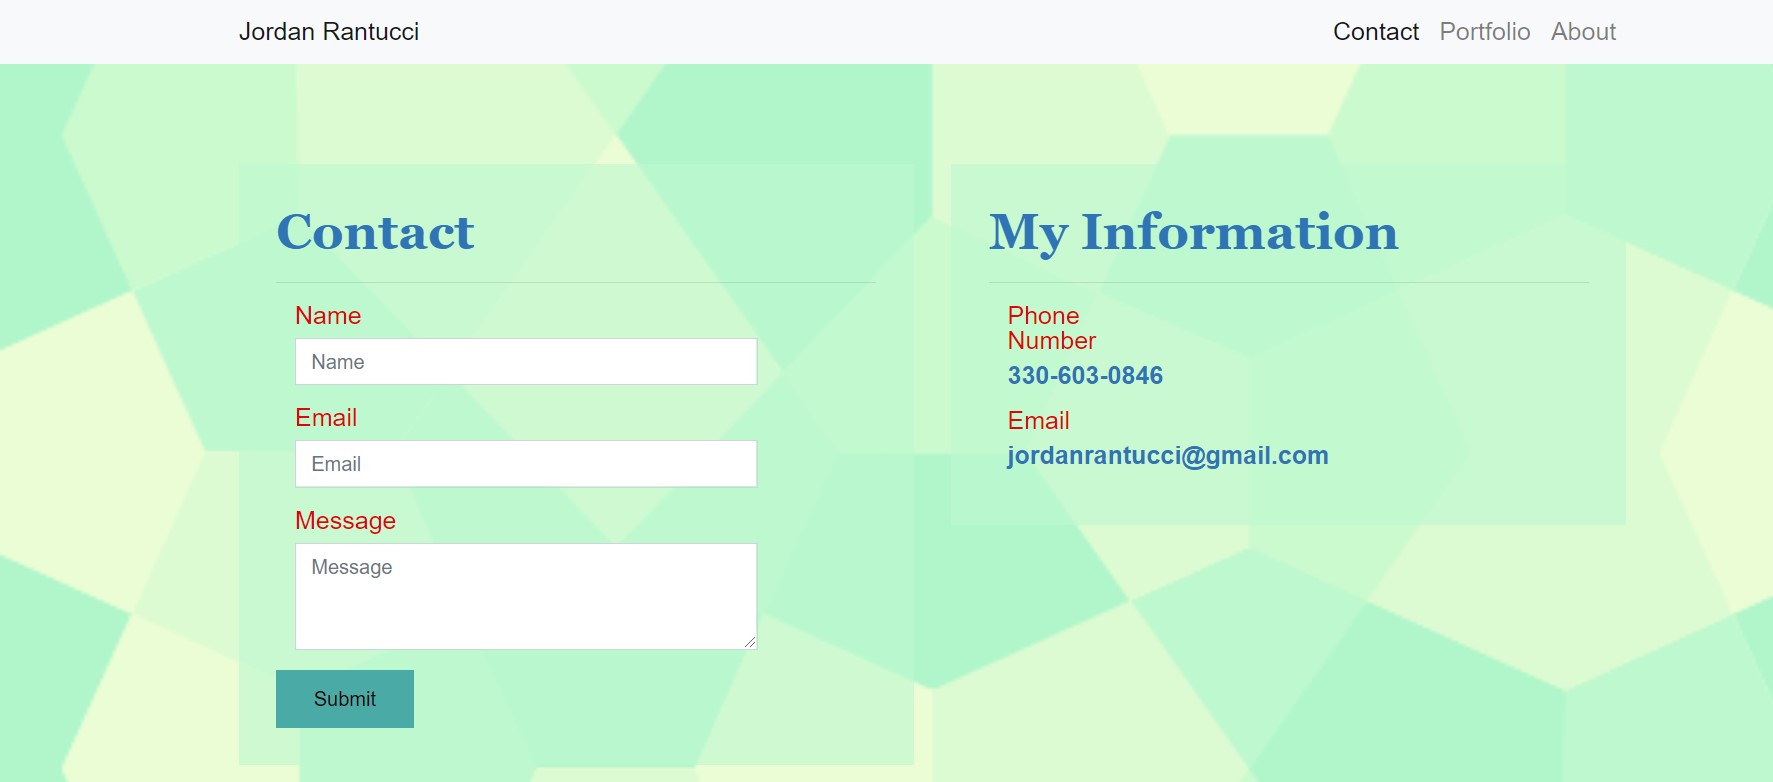 Jordan Rantucci
Contact Portfolio About
Contact
Name
Name
Email
Email
Message
Message
Submit
My Information
Phone
Number
330-603-0846
Email
jordanrantucci@gmail.com